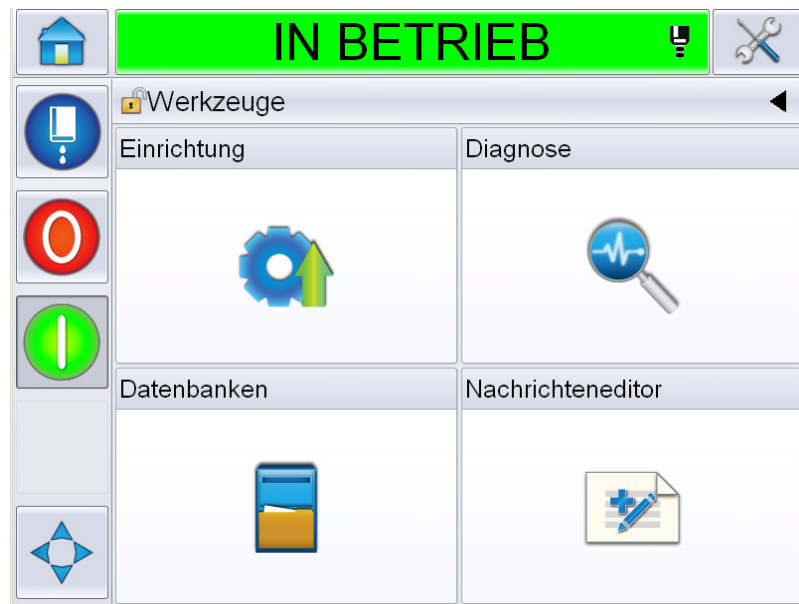 IN BETRIEB
Werkzeuge
Einrichtung
Diagnose
Datenbanken
Nachrichteneditor